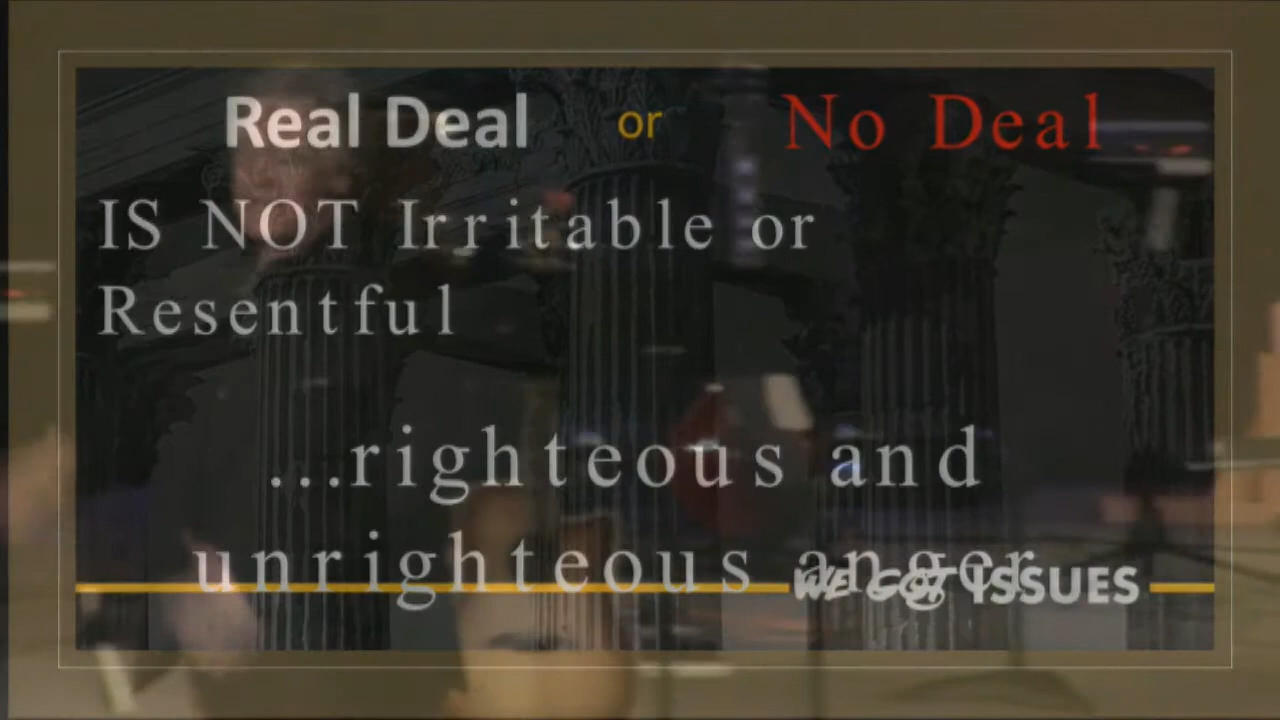 Real Deal or No Deal
IS NOT Irritable or
Resentful
...righteous and
unrighteous anger
WE GOT ISSUES